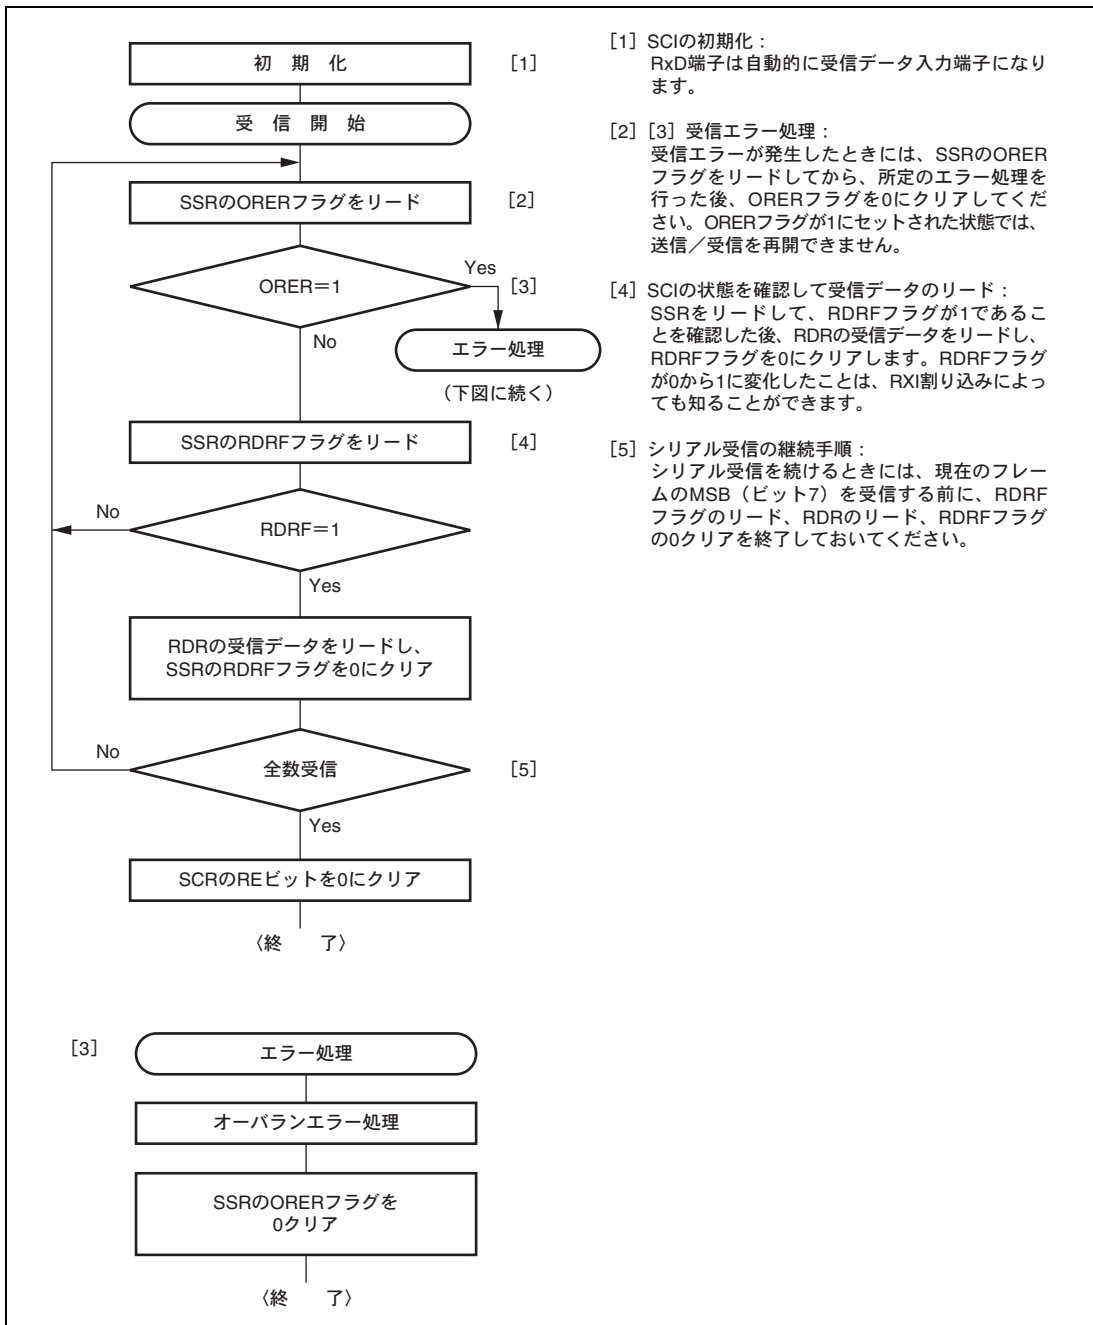 初　期　化 ［1］
受　信　開　始
SSRのORERフラグをリード ［2］
ORER＝1
Yes
［3］
No
エラー処理
（下図に続く）
SSRのRDRFフラグをリード ［4］
No
RDRF＝1
Yes
RDRの受信データをリードし、
SSRのRDRFフラグを0にクリア
No
全数受信 ［5］
Yes
SCRのREビットを0にクリア
〈終　　了〉
［1］SCIの初期化：
RxD端子は自動的に受信データ入力端子になり
ます。
［2］［3］受信エラー処理：
受信エラーが発生したときには、SSRのORER
フラグをリードしてから、所定のエラー処理を
行った後、ORERフラグを0にクリアしてくだ
さい。ORERフラグが1にセットされた状態では、
送信／受信を再開できません。
［4］SCIの状態を確認して受信データのリード：
SSRをリードして、RDRFフラグが1であるこ
とを確認した後、RDRの受信データをリードし、
RDRFフラグを0にクリアします。RDRFフラグ
が0から1に変化したことは、RXI割り込みによっ
ても知ることができます。
［5］シリアル受信の継続手順：
シリアル受信を続けるときには、現在のフレー
ムのMSB（ビット7）を受信する前に、RDRF
フラグのリード、RDRのリード、RDRFフラグ
の0クリアを終了しておいてください。
［3］ エラー処理
オーバランエラー処理
SSRのORERフラグを
0クリア
〈終　　了〉